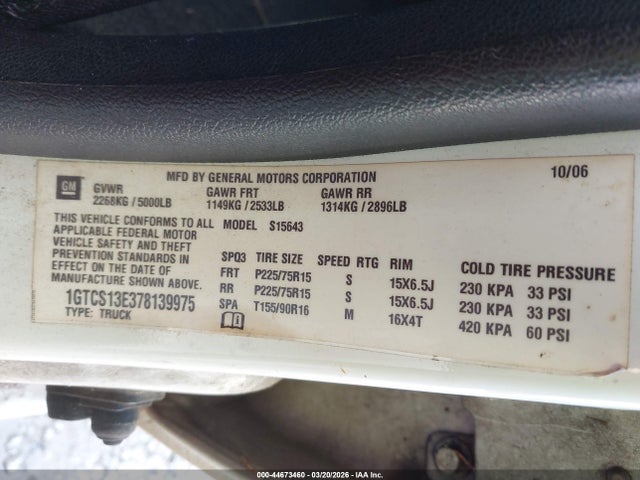 MFD BY GENERAL MOTORS CORPORATION 10/06
GM GVWR GAWR FRT GAWR RR
2268KG / 5000LB 1149KG / 2533LB 1314KG / 2896LB
THIS VEHICLE CONFORMS TO ALL MODEL S15643
APPLICABLE FEDERAL MOTOR
VEHICLE SAFETY AND THEFT
PREVENTION STANDARDS IN
EFFECT ON THE DATE OF
MANUFACTURE SHOWN ABOVE.
1GTCS13E378139975
TYPE: TRUCK
SPQ3 TIRE SIZE SPEED RTG RIM COLD TIRE PRESSURE
FRT P225/75R15 S 15X6.5J 230 KPA 33 PSI
RR P225/75R15 S 15X6.5J 230 KPA 33 PSI
SPA T155/90R16 M 16X4T 420 KPA 60 PSI
000-44673460 - 03/20/2026 - IAA Inc.